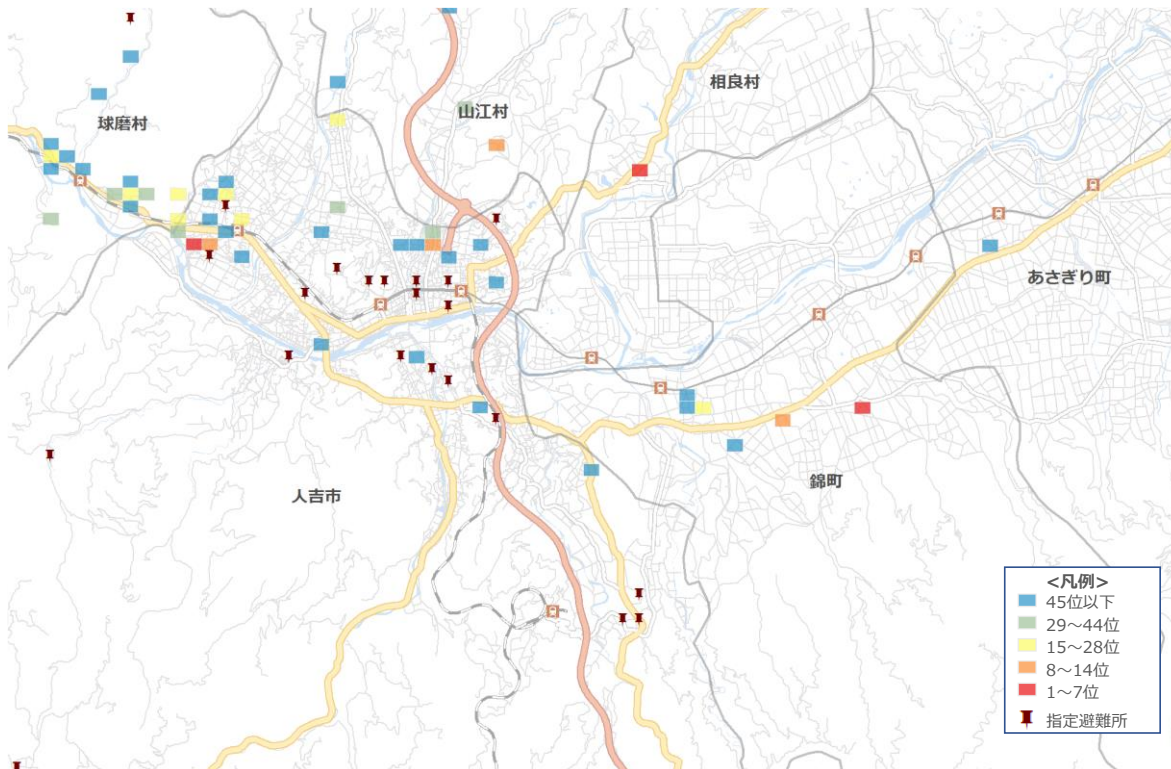 相良村
山江村
球磨村
あさぎり町
錦町
人吉市
<凡例>
45位以下
29～44位
15～28位
8～14位
1～7位
指定避難所